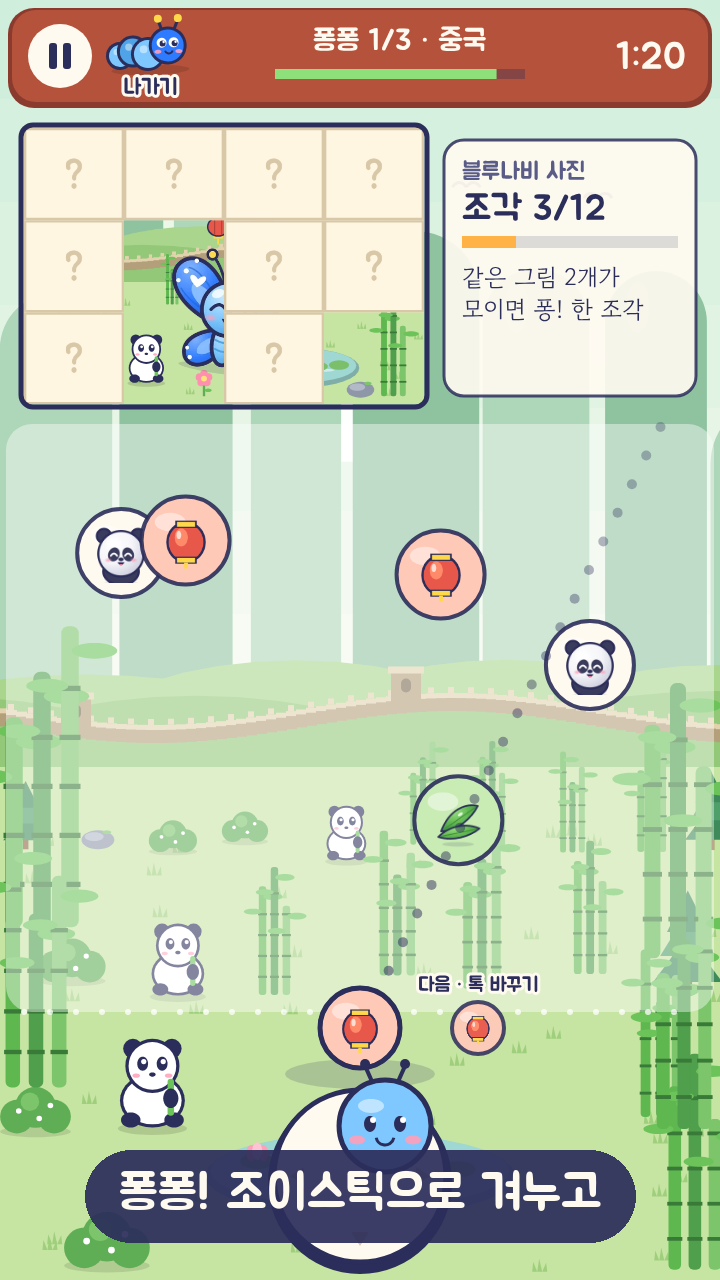 퐁퐁 1/3 · 중국
1:20
나가기
? ? ? ?
? ? ?
? ?
블루나비 사진
조각 3/12
같은 그림 2개가
모이면 퐁! 한 조각
다음 · 톡 바꾸기
퐁퐁! 조이스틱으로 겨누고